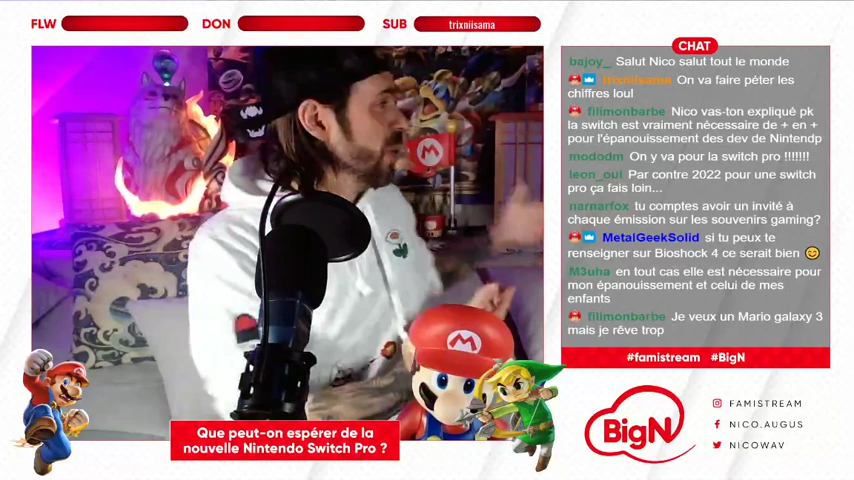 FLW
DON
SUB
trixniisama
CHAT
bajoy_ Salut Nico salut tout le monde
trixniisama On va faire péter les
chiffres loul
filimonbarbe Nico vas-ton expliqué pk
la switch est vraiment nécessaire de + en +
pour l'épanouissement des dev de Nintendp
mododm On y va pour la switch pro !!!!!!!
leon_oul Par contre 2022 pour une switch
pro ça fais loin...
narnarfox tu comptes avoir un invité à
chaque émission sur les souvenirs gaming?
MetalGeekSolid si tu peux te
renseigner sur Bioshock 4 ce serait bien
M3uha en tout cas elle est nécessaire pour
mon épanouissement et celui de mes
enfants
filimonbarbe Je veux un Mario galaxy 3
mais je rêve trop
#famistream #BigN
Que peut-on espérer de la
nouvelle Nintendo Switch Pro ?
BigN
FAMISTREAM
NICO.AUGUS
NICOWAV